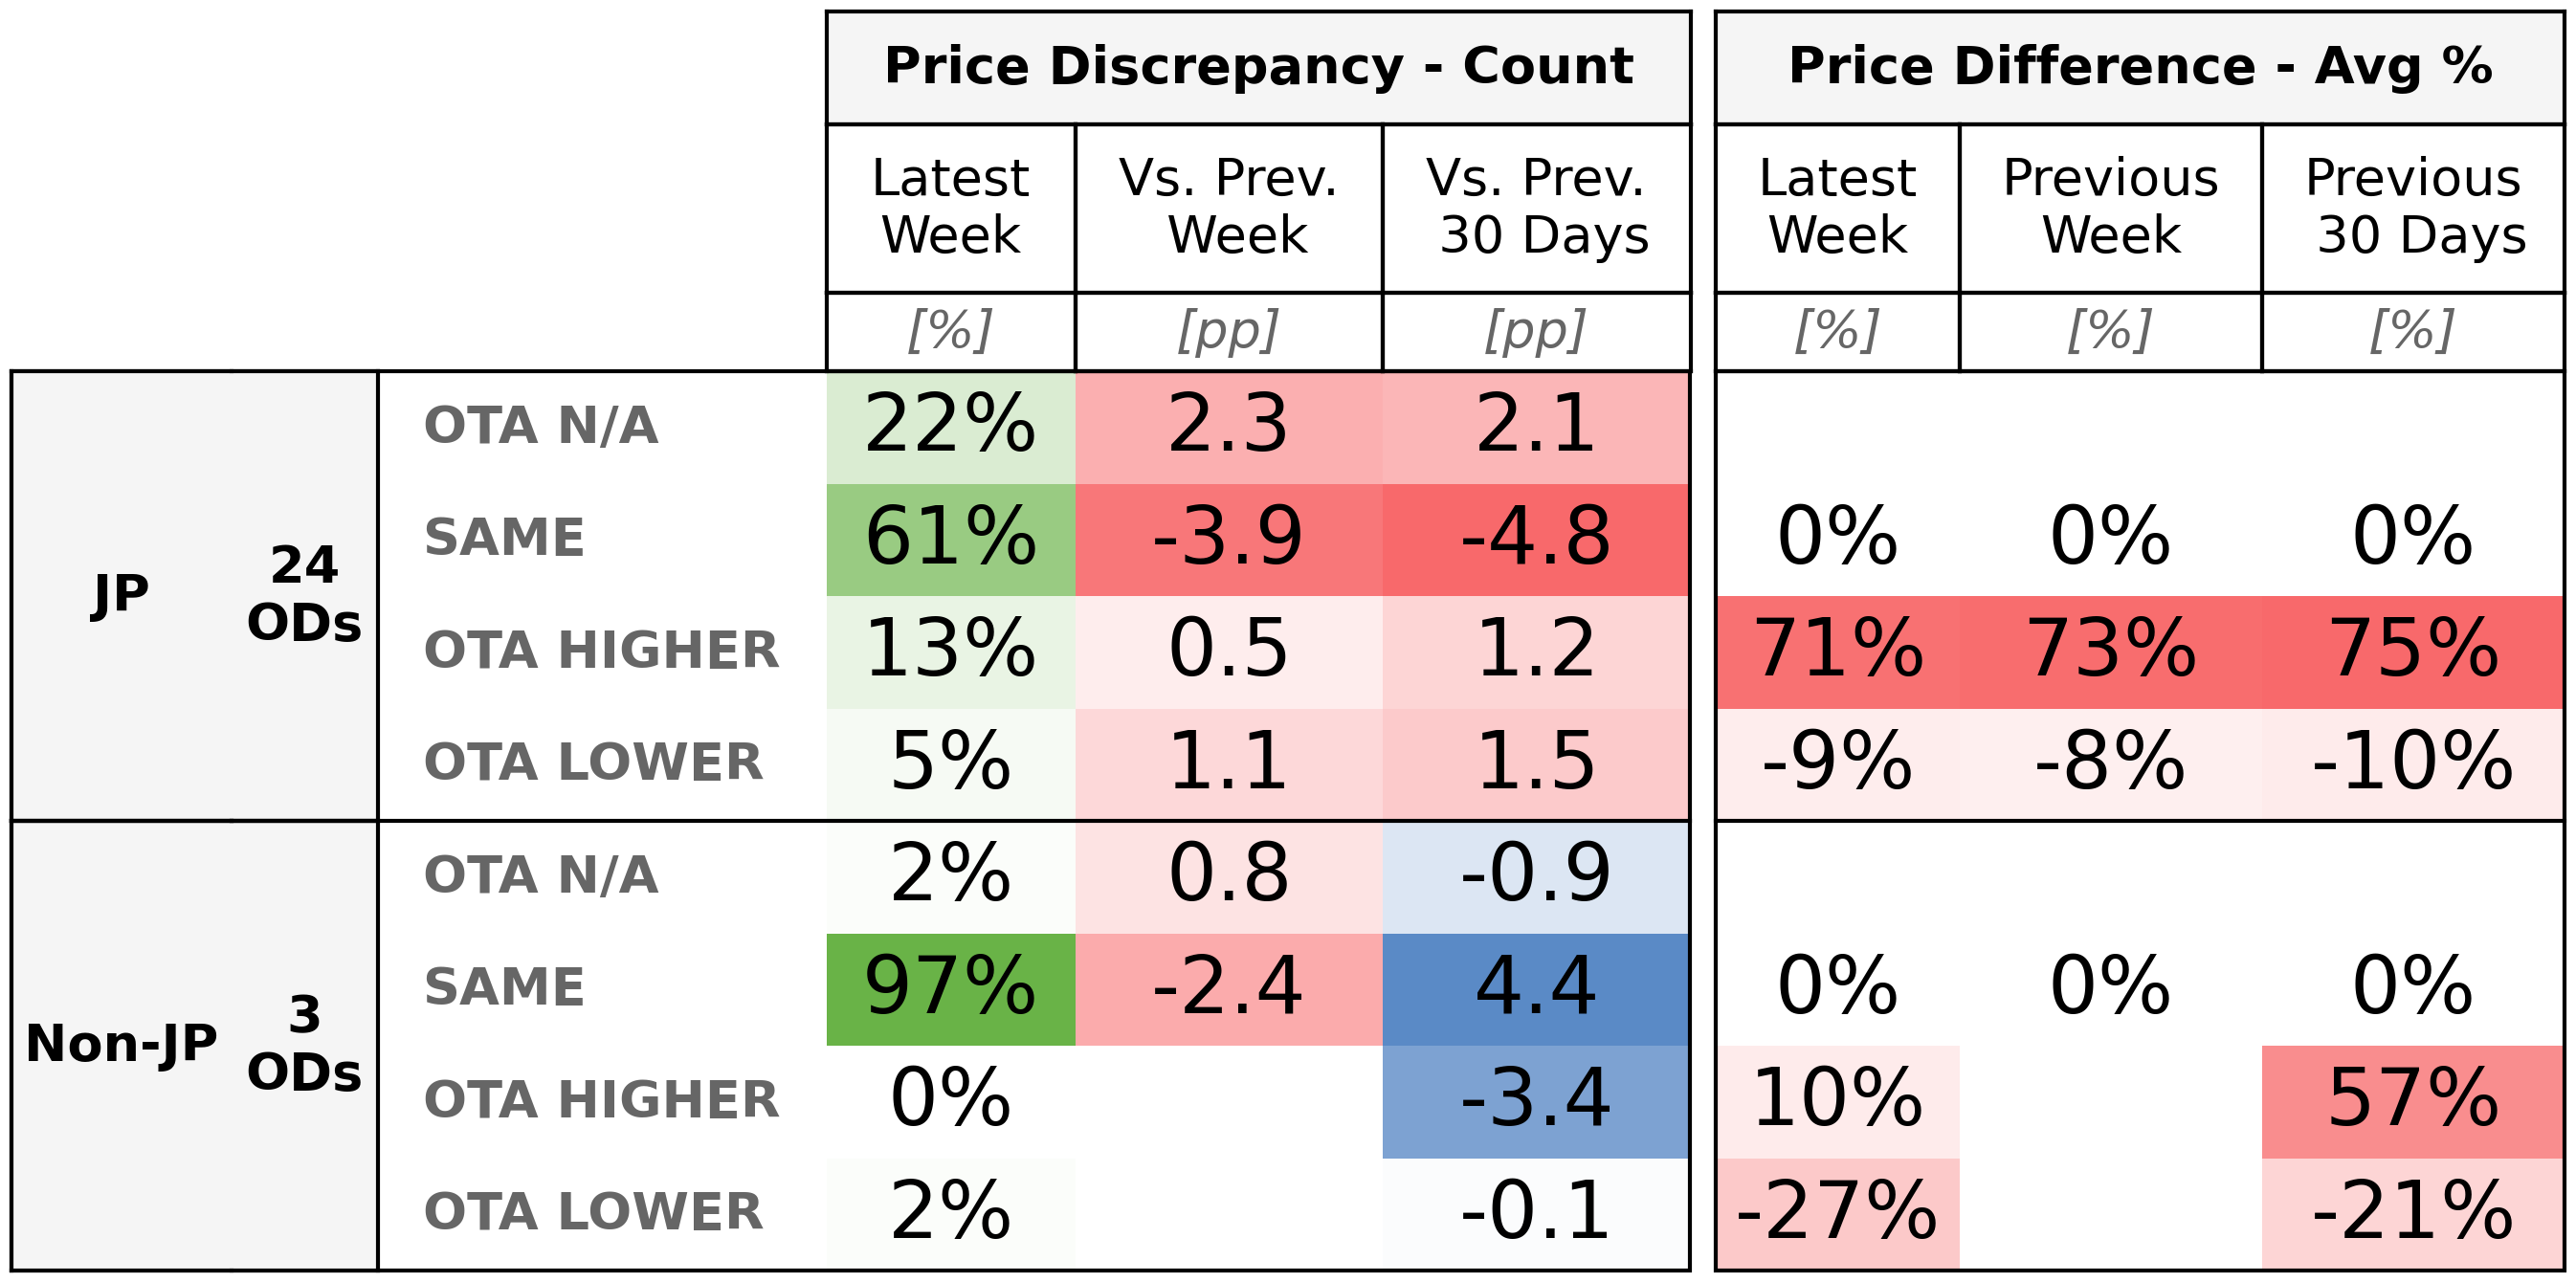 Price Discrepancy - Count
Price Difference - Avg %
Latest Week
Vs. Prev. Week
Vs. Prev. 30 Days
Latest Week
Previous Week
Previous 30 Days
[%] [pp] [pp] [%] [%] [%]
JP
24 ODs
OTA N/A 22% 2.3 2.1
SAME 61% -3.9 -4.8 0% 0% 0%
OTA HIGHER 13% 0.5 1.2 71% 73% 75%
OTA LOWER 5% 1.1 1.5 -9% -8% -10%
Non-JP
3 ODs
OTA N/A 2% 0.8 -0.9
SAME 97% -2.4 4.4 0% 0% 0%
OTA HIGHER 0% -3.4 10% 57%
OTA LOWER 2% -0.1 -27% -21%